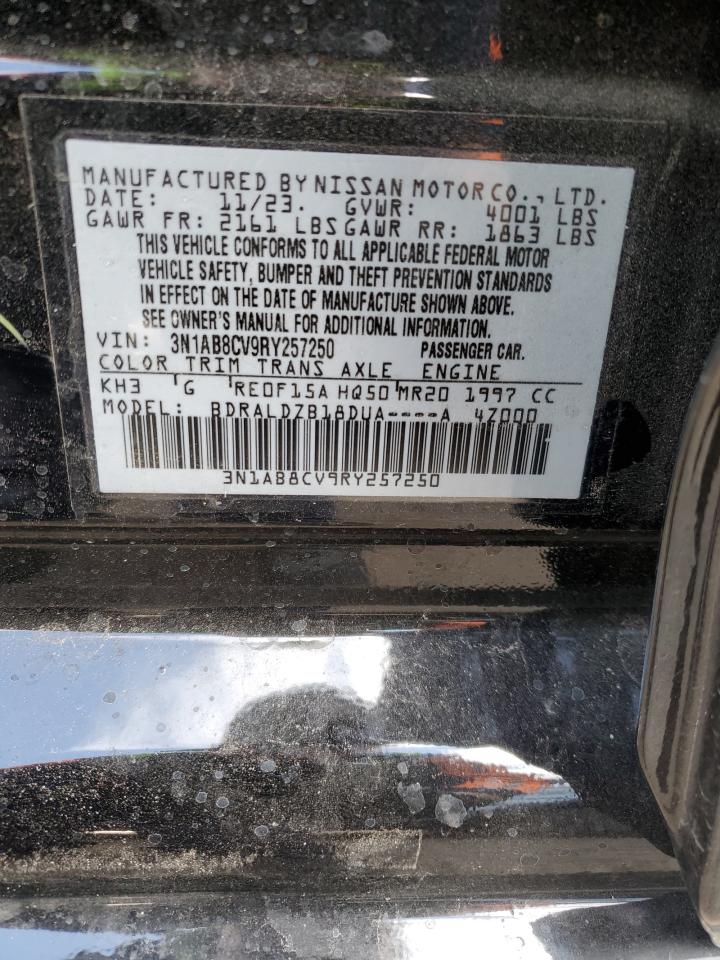 MANUFACTURED BY NISSAN MOTOR CO., LTD.
DATE: 11/23. GVWR: 4001 LBS
GAWR FR: 2161 LBS GAWR RR: 1863 LBS
THIS VEHICLE CONFORMS TO ALL APPLICABLE FEDERAL MOTOR
VEHICLE SAFETY, BUMPER AND THEFT PREVENTION STANDARDS
IN EFFECT ON THE DATE OF MANUFACTURE SHOWN ABOVE.
SEE OWNER'S MANUAL FOR ADDITIONAL INFORMATION.
VIN: 3N1AB8CV9RY257250 PASSENGER CAR.
COLOR TRIM TRANS AXLE ENGINE
KH3 G RE0F15A HQ50 MR20 1997 CC
MODEL: BDRALDZB18DUA----A 4Z000
3N1AB8CV9RY257250